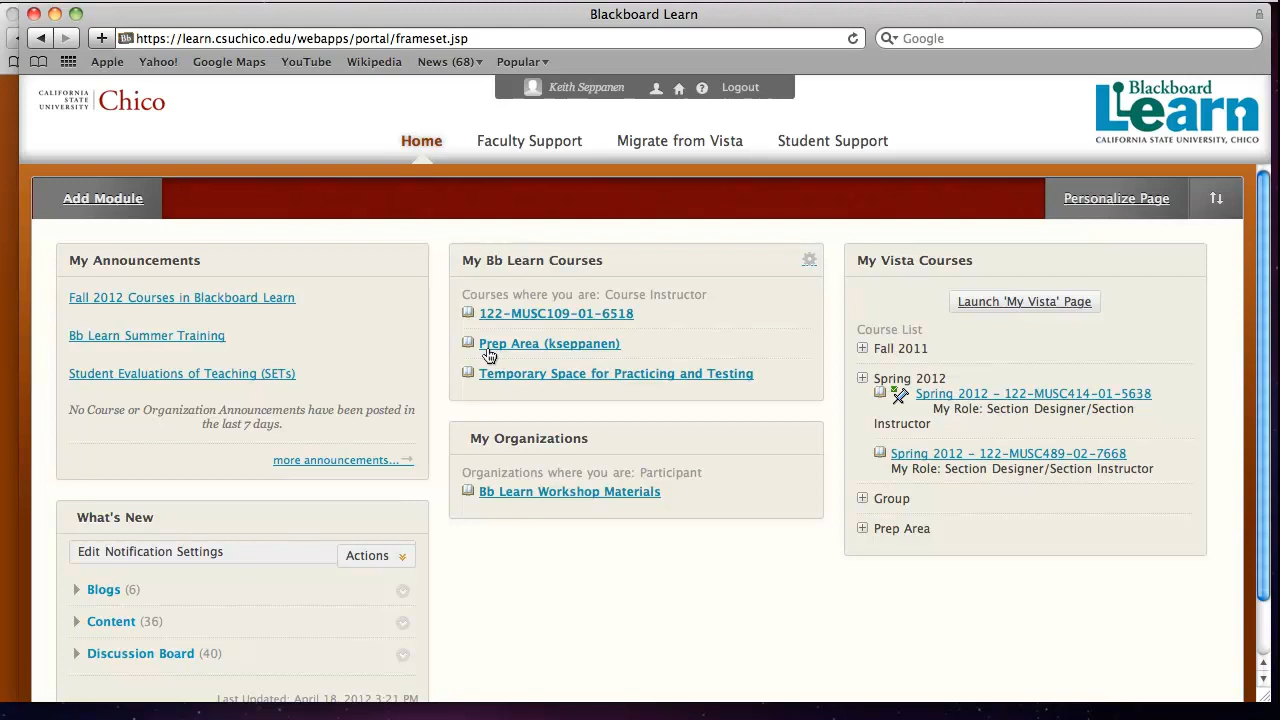 Blackboard Learn
https://learn.csuchico.edu/webapps/portal/frameset.jsp
Google
Apple Yahoo! Google Maps YouTube Wikipedia News (68) Popular
CALIFORNIA STATE UNIVERSITY, Chico
Keith Seppanen Logout
Blackboard Learn
CALIFORNIA STATE UNIVERSITY, CHICO
Home Faculty Support Migrate from Vista Student Support
Add Module
Personalize Page
My Announcements
Fall 2012 Courses in Blackboard Learn
Bb Learn Summer Training
Student Evaluations of Teaching (SETs)
No Course or Organization Announcements have been posted in
the last 7 days.
more announcements...
What's New
Edit Notification Settings
Actions
Blogs (6)
Content (36)
Discussion Board (40)
Last Updated: April 18, 2012 3:21 PM
My Bb Learn Courses
Courses where you are: Course Instructor
122-MUSC109-01-6518
Prep Area (kseppanen)
Temporary Space for Practicing and Testing
My Organizations
Organizations where you are: Participant
Bb Learn Workshop Materials
My Vista Courses
Launch 'My Vista' Page
Course List
Fall 2011
Spring 2012
Spring 2012 - 122-MUSC414-01-5638
My Role: Section Designer/Section
Instructor
Spring 2012 - 122-MUSC489-02-7668
My Role: Section Designer/Section Instructor
Group
Prep Area